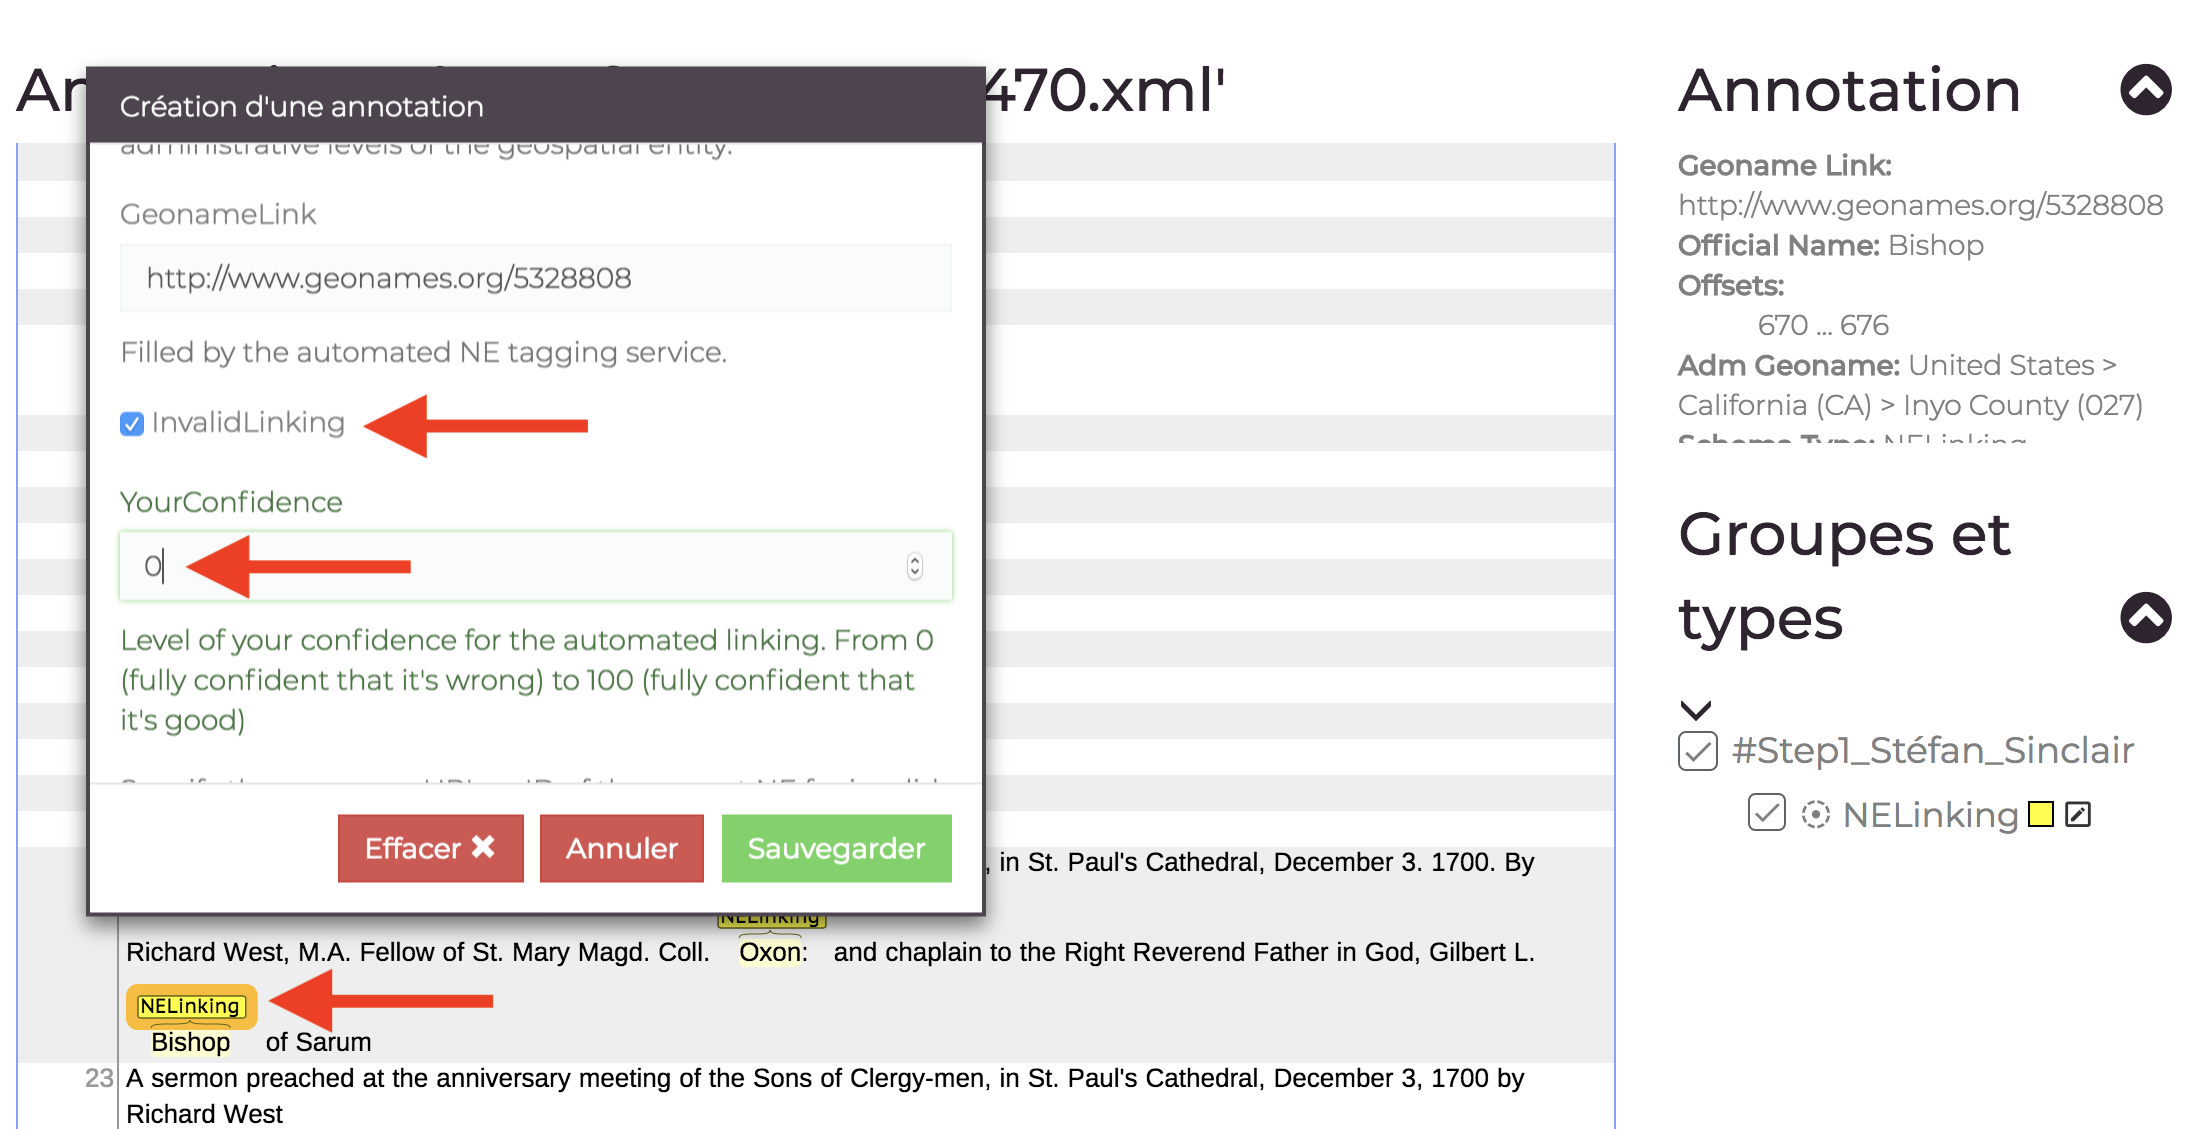 An
470.xml'
Création d'une annotation
administrative levels of the geospatial entity.
GeonameLink
http://www.geonames.org/5328808
Filled by the automated NE tagging service.
InvalidLinking
YourConfidence
0
Level of your confidence for the automated linking. From 0
(fully confident that it's wrong) to 100 (fully confident that
it's good)
Effacer
Annuler
Sauvegarder
, in St. Paul's Cathedral, December 3. 1700. By
NELinking
Richard West, M.A. Fellow of St. Mary Magd. Coll. Oxon: and chaplain to the Right Reverend Father in God, Gilbert L.
NELinking
Bishop of Sarum
23 A sermon preached at the anniversary meeting of the Sons of Clergy-men, in St. Paul's Cathedral, December 3, 1700 by
Richard West
Annotation
Geoname Link:
http://www.geonames.org/5328808
Official Name: Bishop
Offsets:
670 ... 676
Adm Geoname: United States >
California (CA) > Inyo County (027)
Schema Type: NELinking
Groupes et
types
#Step1_Stéfan_Sinclair
NELinking